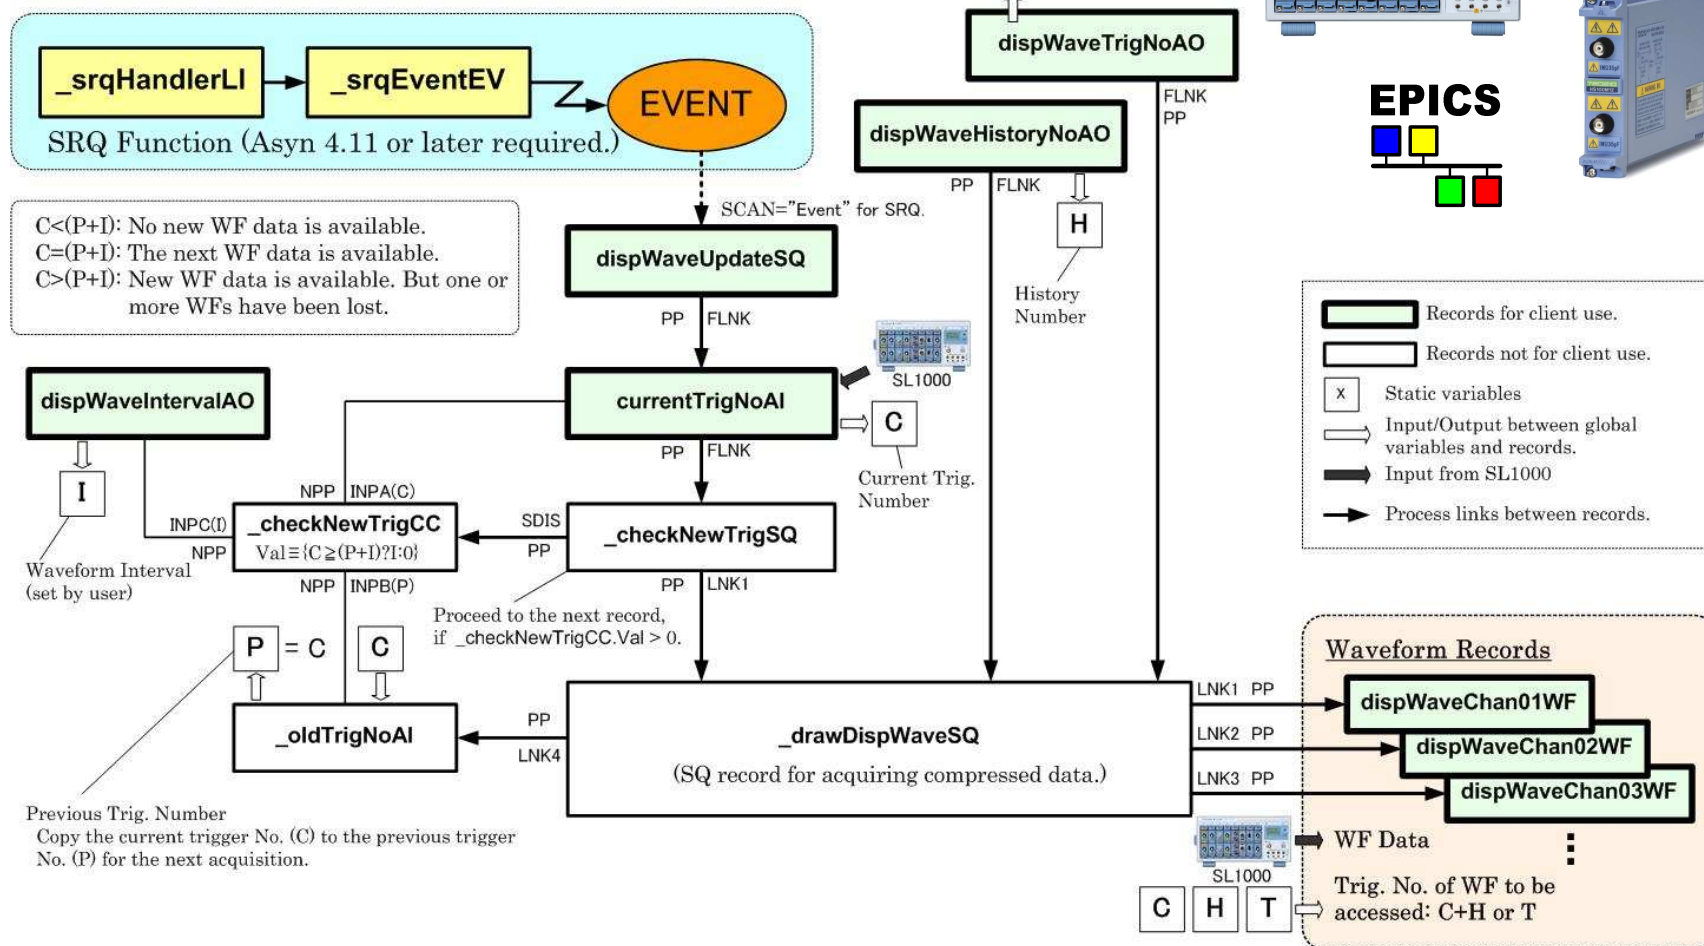 _srqHandlerLI
_srqEventEV
EVENT
SRQ Function (Asyn 4.11 or later required.)
dispWaveTrigNoAO
FLNK
PP
dispWaveHistoryNoAO
PP
FLNK
H
History
Number
EPICS
C<(P+I): No new WF data is available.
C=(P+I): The next WF data is available.
C>(P+I): New WF data is available. But one or
more WFs have been lost.
SCAN="Event" for SRQ.
dispWaveUpdateSQ
PP
FLNK
SL1000
currentTrigNoAI
C
Current Trig.
Number
PP
FLNK
dispWaveIntervalAO
I
Waveform Interval
(set by user)
INPC(I)
NPP
NPP
INPA(C)
_checkNewTrigCC
Val≡{C≧(P+I)?I:0}
NPP
INPB(P)
SDIS
PP
_checkNewTrigSQ
PP
LNK1
Proceed to the next record,
if _checkNewTrigCC.Val > 0.
P
= C
C
_oldTrigNoAI
PP
LNK4
Previous Trig. Number
Copy the current trigger No. (C) to the previous trigger
No. (P) for the next acquisition.
_drawDispWaveSQ
(SQ record for acquiring compressed data.)
Records for client use.
Records not for client use.
x
Static variables
Input/Output between global
variables and records.
Input from SL1000
Process links between records.
Waveform Records
LNK1 PP
dispWaveChan01WF
LNK2 PP
dispWaveChan02WF
LNK3 PP
dispWaveChan03WF
SL1000
WF Data
C
H
T
Trig. No. of WF to be
accessed: C+H or T